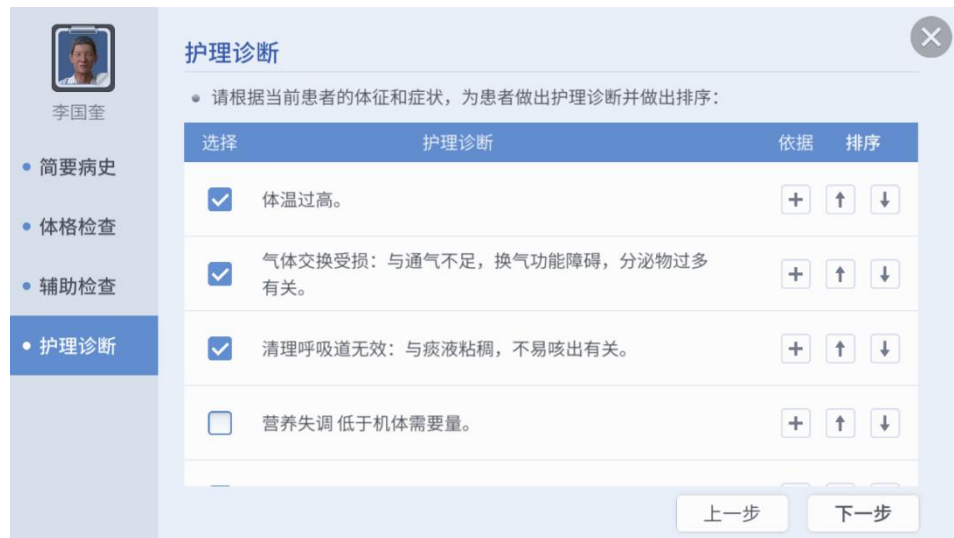 护理诊断
李国奎
• 请根据当前患者的体征和症状，为患者做出护理诊断并做出排序：
选择 护理诊断 依据 排序
• 简要病史
体温过高。
• 体格检查
气体交换受损：与通气不足，换气功能障碍，分泌物过多
有关。
• 辅助检查
• 护理诊断
清理呼吸道无效：与痰液粘稠，不易咳出有关。
营养失调 低于机体需要量。
上一步 下一步